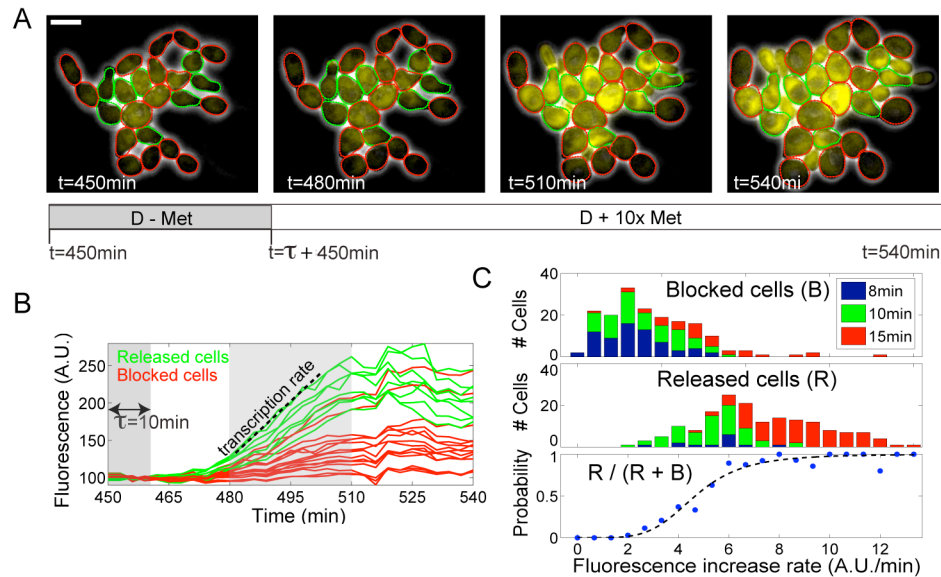 A
t=450min
t=480min
t=510min
t=540mi
D - Met
D + 10x Met
t=450min
t=τ + 450min
t=540min
B
Fluorescence (A.U.)
250
200
150
100
Released cells
Blocked cells
τ=10min
transcription rate
450 465 480 495 510 525 540
Time (min)
C
# Cells
40
20
0
Blocked cells (B)
8min
10min
15min
# Cells
40
20
0
Released cells (R)
Probability
1
0.5
0
R / (R + B)
0 2 4 6 8 10 12
Fluorescence increase rate (A.U./min)